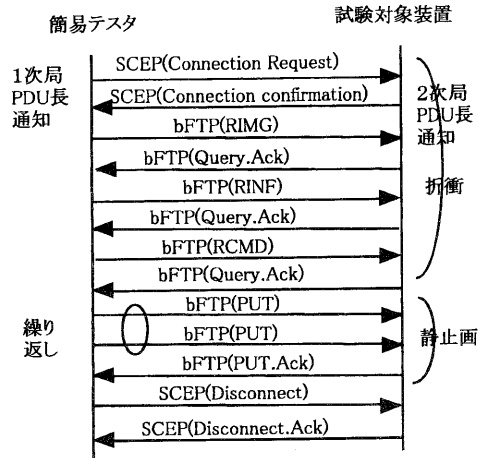 簡易テスタ
試験対象装置
1次局
PDU長
通知
2次局
PDU長
通知
SCEP(Connection Request)
SCEP(Connection confirmation)
bFTP(RIMG)
bFTP(Query.Ack)
bFTP(RINF)
折衝
bFTP(Query.Ack)
bFTP(RCMD)
bFTP(Query.Ack)
bFTP(PUT)
繰り
返し
bFTP(PUT)
静止画
bFTP(PUT.Ack)
SCEP(Disconnect)
SCEP(Disconnect.Ack)